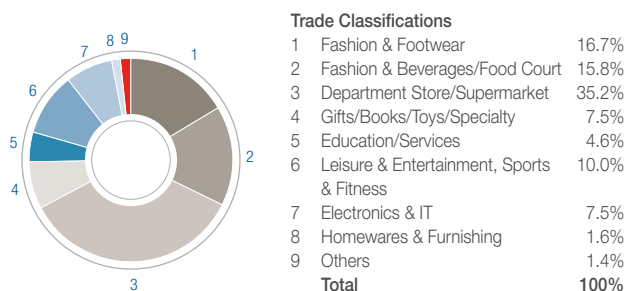 8 9
7
1
6
5
2
4
3
Trade Classifications
1 Fashion & Footwear 16.7%
2 Fashion & Beverages/Food Court 15.8%
3 Department Store/Supermarket 35.2%
4 Gifts/Books/Toys/Specialty 7.5%
5 Education/Services 4.6%
6 Leisure & Entertainment, Sports 10.0%
& Fitness
7 Electronics & IT 7.5%
8 Homewares & Furnishing 1.6%
9 Others 1.4%
Total 100%